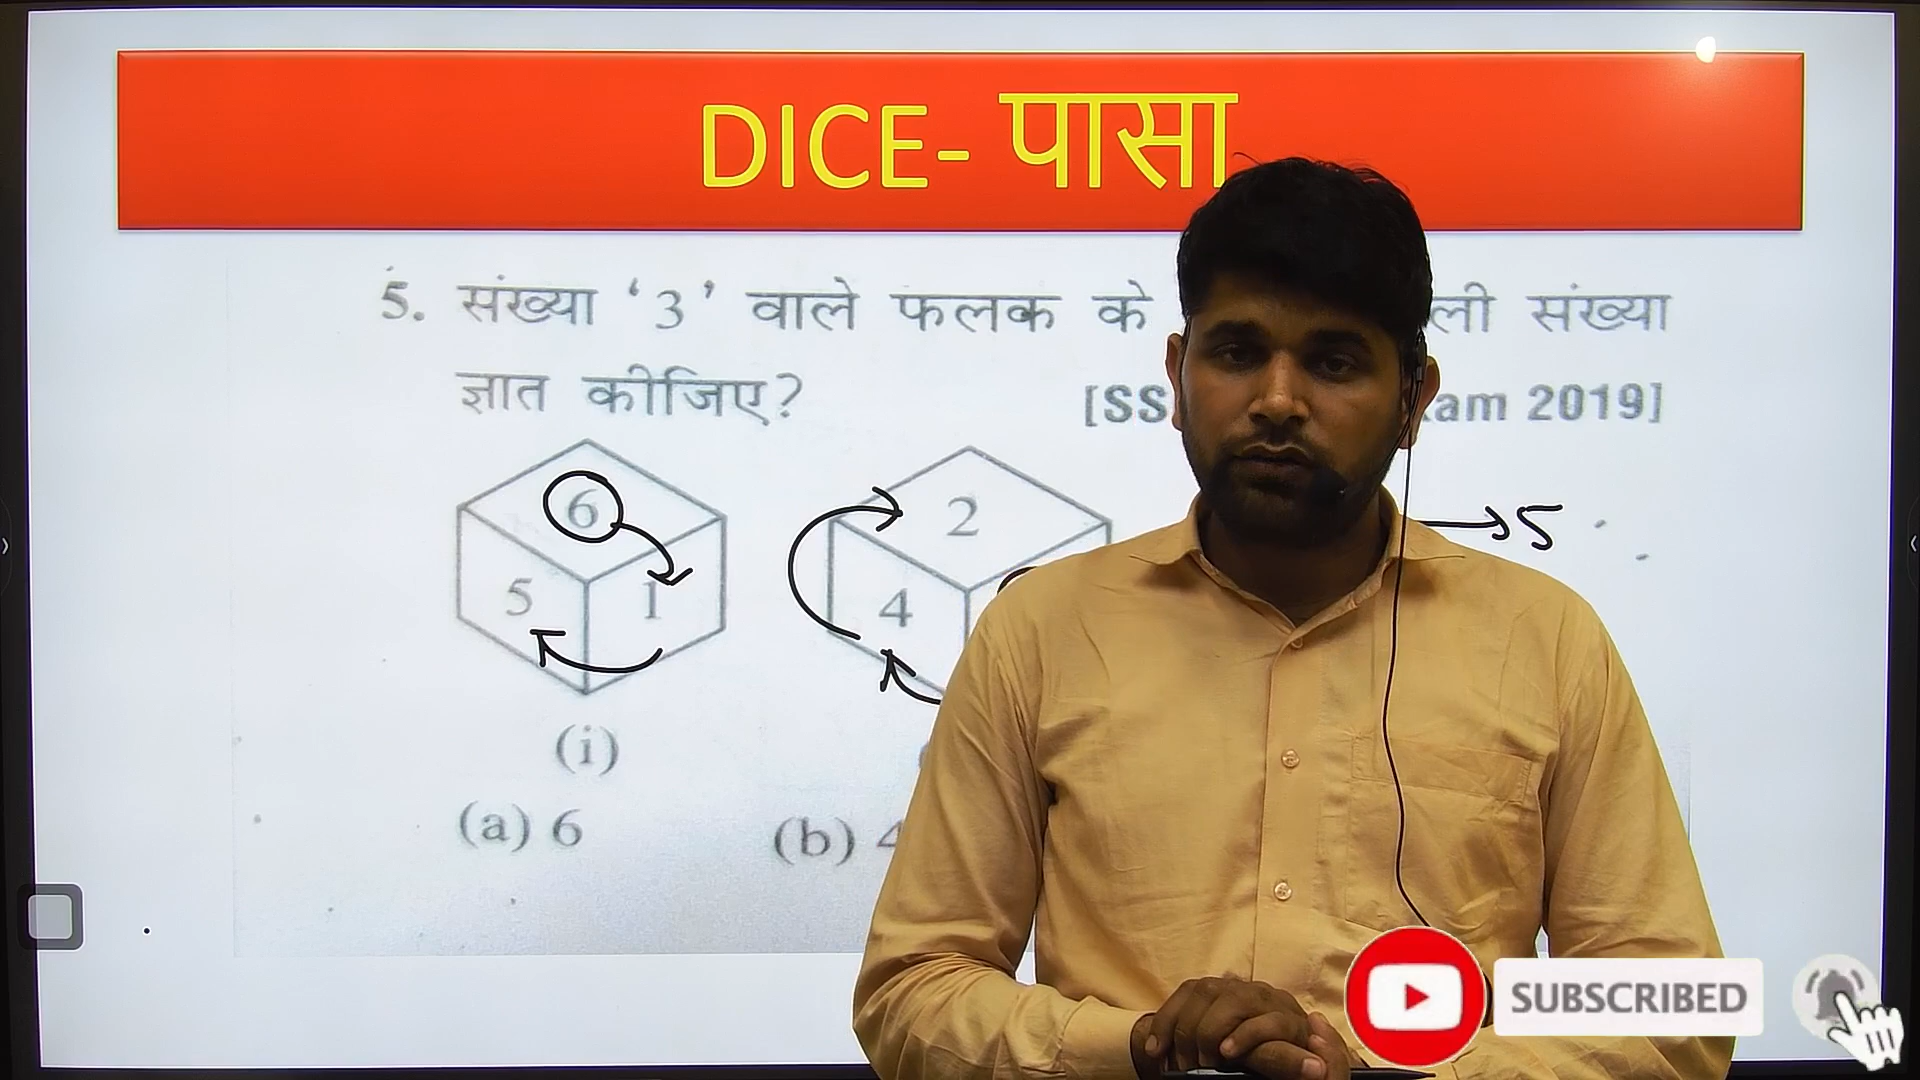 DICE- पासा
5. संख्या ‘3’ वाले फलक के ली संख्या
ज्ञात कीजिए? [SS am 2019]
6 2 → 5
5 1 4
(i)
(a) 6 (b) 4
SUBSCRIBED